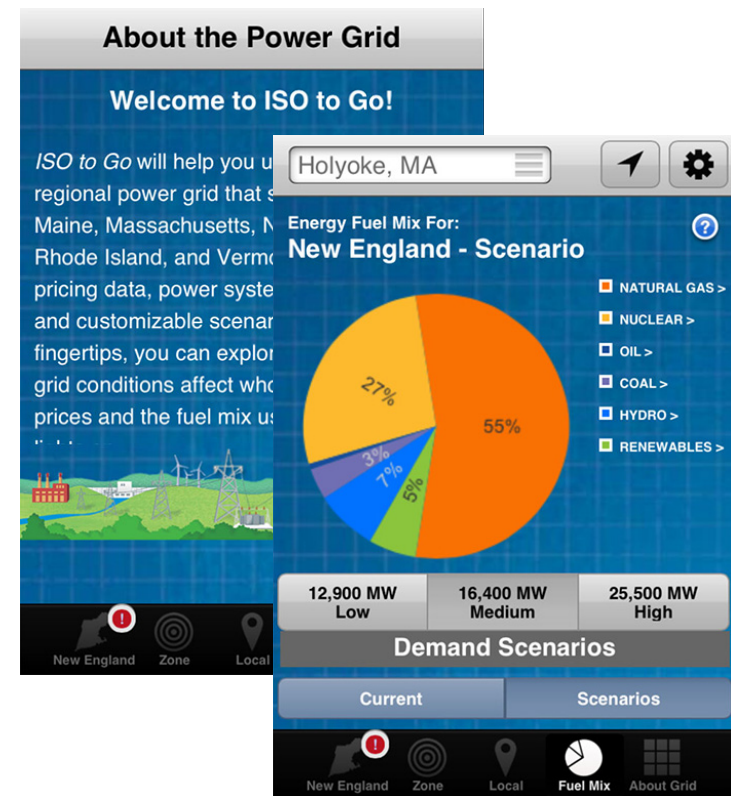 About the Power Grid
Welcome to ISO to Go!
ISO to Go will help you u
regional power grid that s
Maine, Massachusetts, N
Rhode Island, and Vermo
pricing data, power syste
and customizable scenar
fingertips, you can explor
grid conditions affect who
prices and the fuel mix us
!
New England
Zone
Local
Holyoke, MA
Energy Fuel Mix For:
?
New England - Scenario
NATURAL GAS >
NUCLEAR >
OIL >
COAL >
HYDRO >
RENEWABLES >
27%
55%
3%
7%
5%
12,900 MW
Low
16,400 MW
Medium
25,500 MW
High
Demand Scenarios
Current
Scenarios
!
New England
Zone
Local
Fuel Mix
About Grid